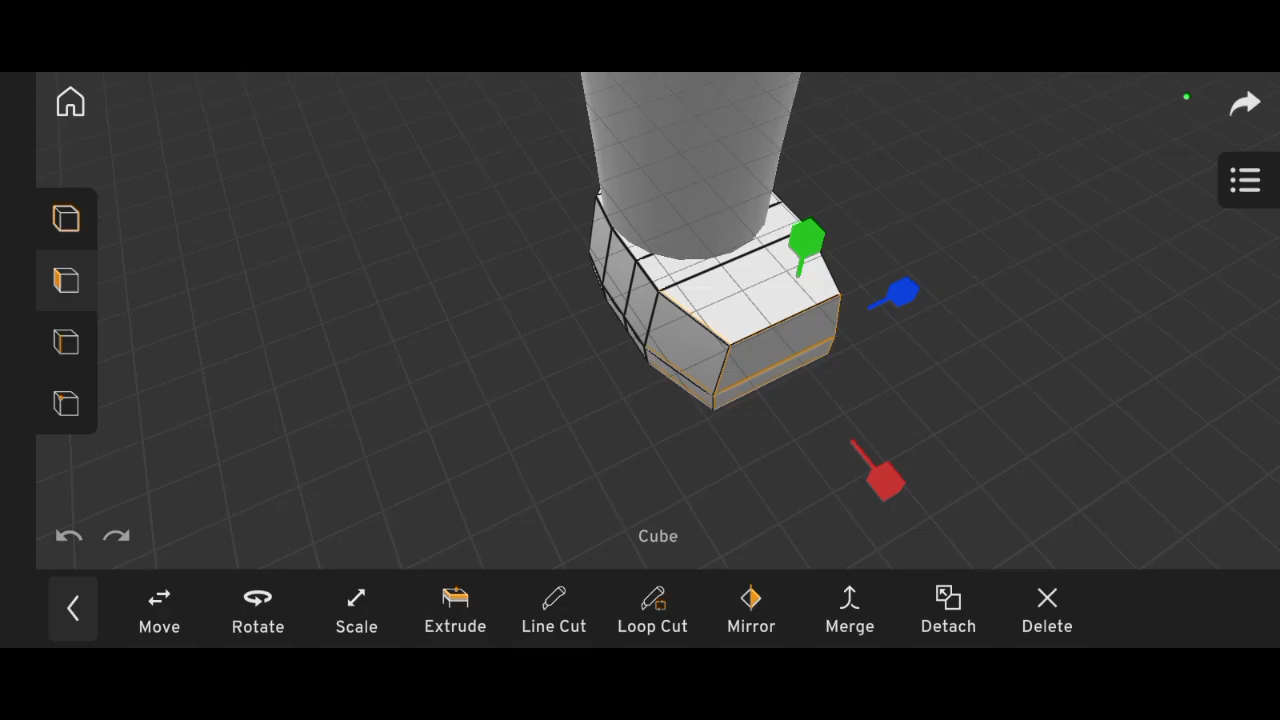 Cube
Move
Rotate
Scale
Extrude
Line Cut
Loop Cut
Mirror
Merge
Detach
Delete